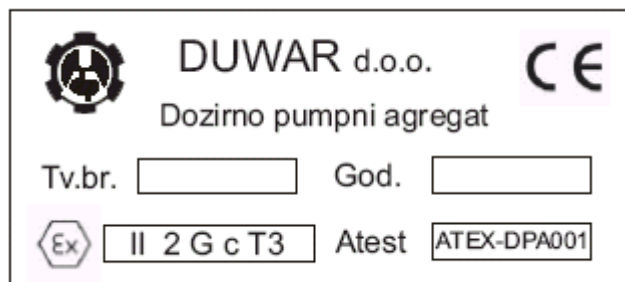 DUWAR d.o.o.
CE
Dozirno pumpni agregat
Tv.br. God.
Ex II 2 G c T3 Atest ATEX-DPA001